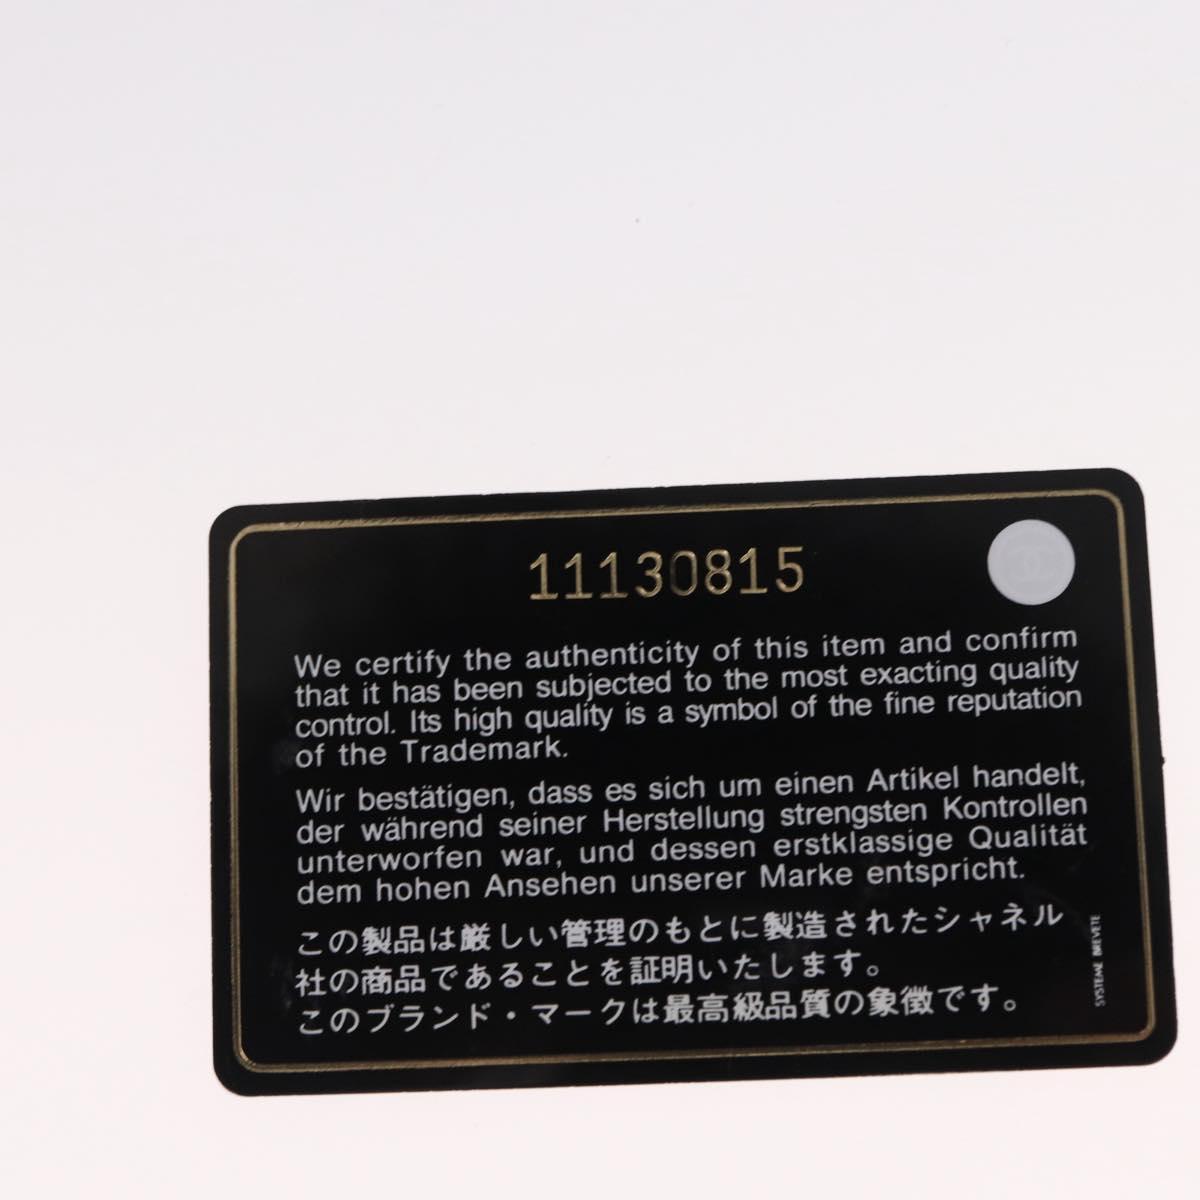 11130815
We certify the authenticity of this item and confirm
that it has been subjected to the most exacting quality
control. Its high quality is a symbol of the fine reputation
of the Trademark.
Wir bestätigen, dass es sich um einen Artikel handelt,
der während seiner Herstellung strengsten Kontrollen
unterworfen war, und dessen erstklassige Qualität
dem hohen Ansehen unserer Marke entspricht.
この製品は厳しい管理のもとに製造されたシャネル
社の商品であることを証明いたします。
このブランド・マークは最高級品質の象徴です。
SYSTEME BREVETE